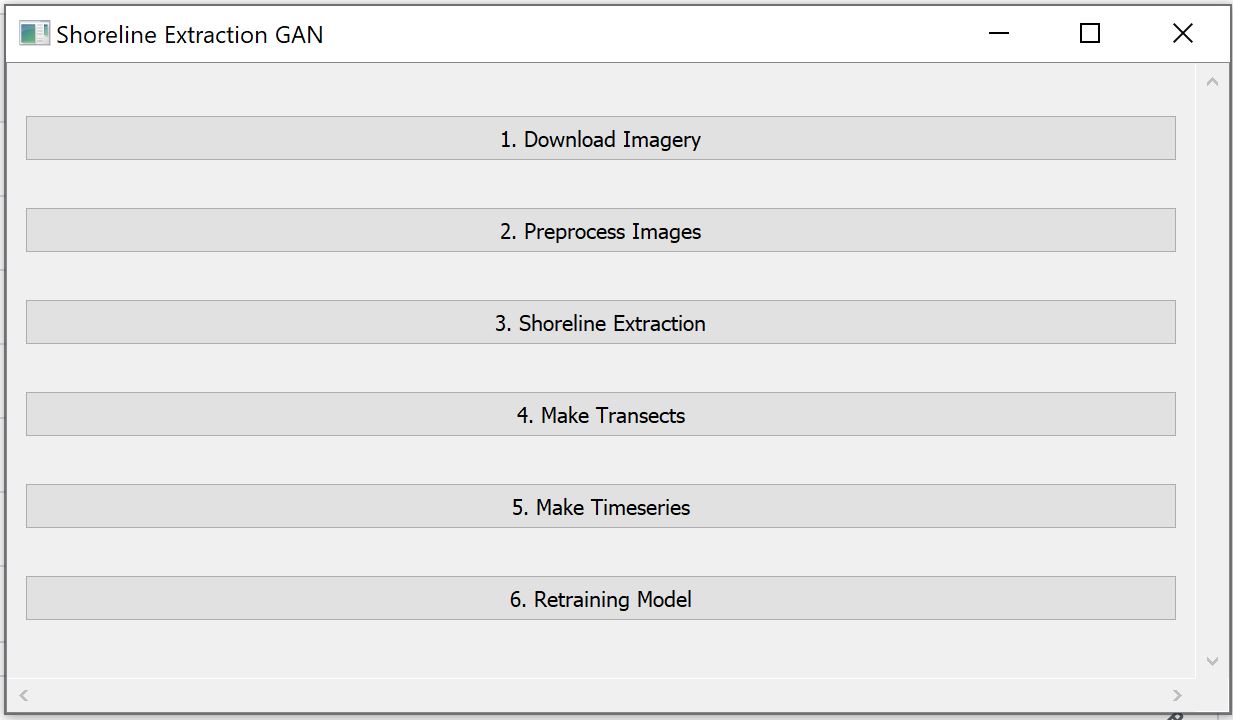 Shoreline Extraction GAN
1. Download Imagery
2. Preprocess Images
3. Shoreline Extraction
4. Make Transects
5. Make Timeseries
6. Retraining Model